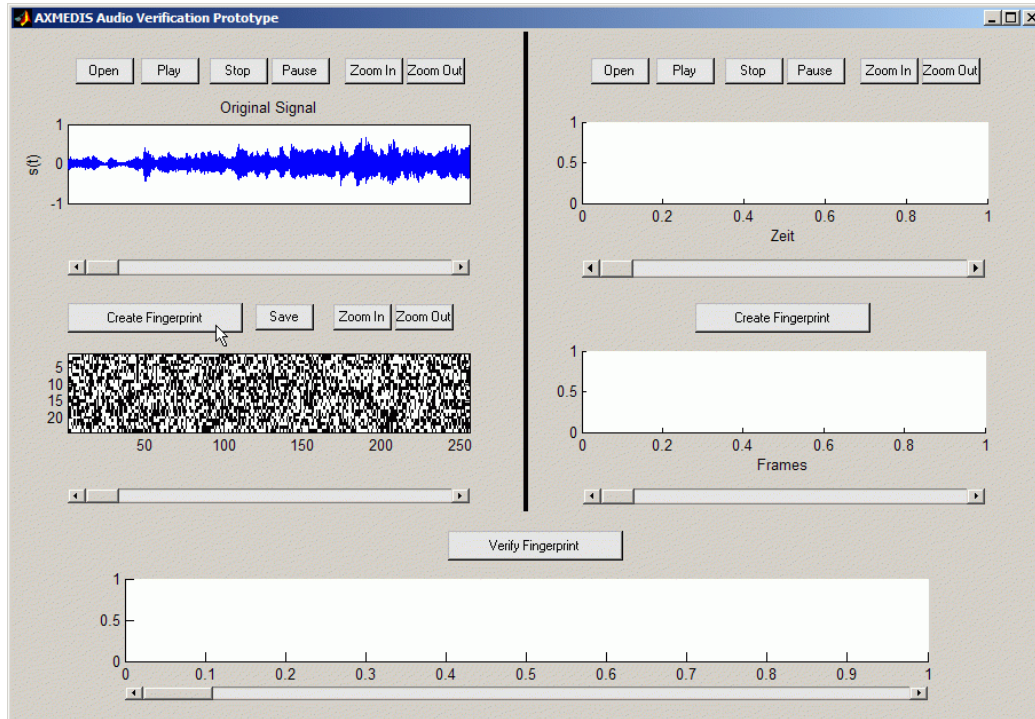 AXMEDIS Audio Verification Prototype
Open Play Stop Pause Zoom In Zoom Out
Original Signal
1
0
-1
s(t)
Create Fingerprint Save Zoom In Zoom Out
5
10
15
20
50 100 150 200 250
Open Play Stop Pause Zoom In Zoom Out
1
0.5
0
0 0.2 0.4 0.6 0.8 1
Zeit
Create Fingerprint
1
0.5
0
0 0.2 0.4 0.6 0.8 1
Frames
Verify Fingerprint
1
0.5
0
0 0.1 0.2 0.3 0.4 0.5 0.6 0.7 0.8 0.9 1